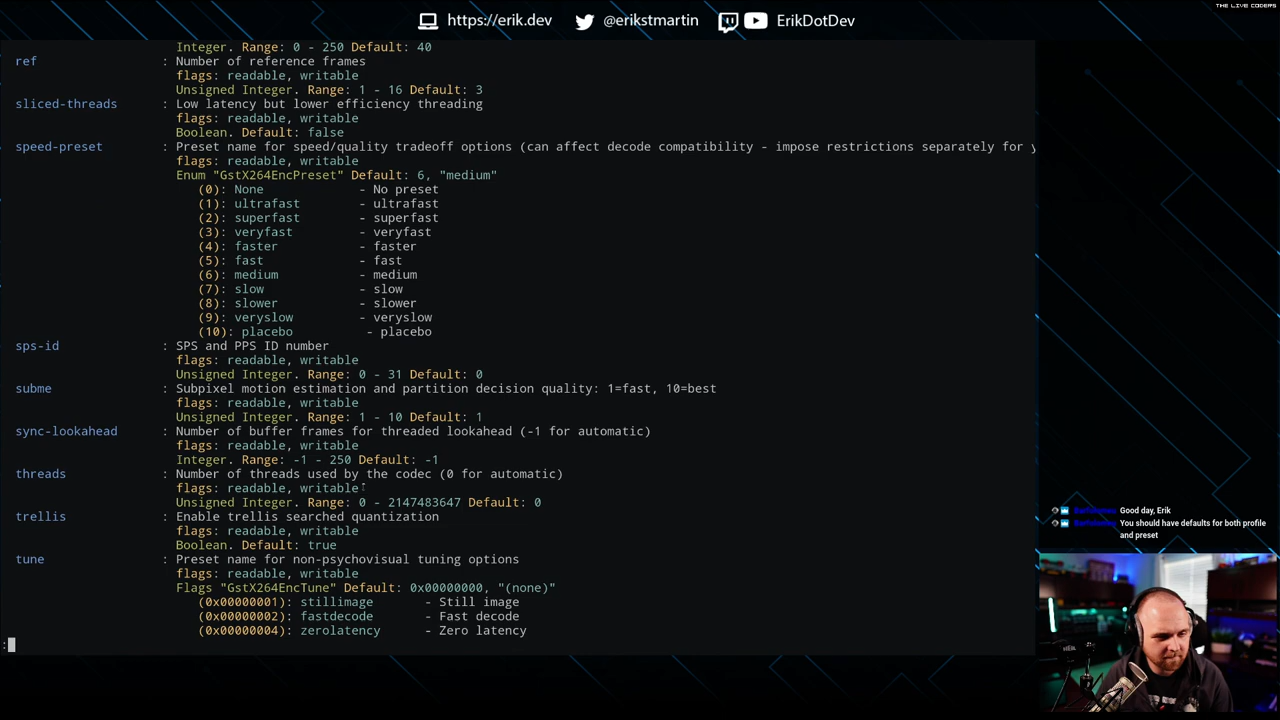 THE LIVE CODERS
https://erik.dev @erikstmartin ErikDotDev
Integer. Range: 0 - 250 Default: 40
ref : Number of reference frames
flags: readable, writable
Unsigned Integer. Range: 1 - 16 Default: 3
sliced-threads : Low latency but lower efficiency threading
flags: readable, writable
Boolean. Default: false
speed-preset : Preset name for speed/quality tradeoff options (can affect decode compatibility - impose restrictions separately for y
flags: readable, writable
Enum "GstX264EncPreset" Default: 6, "medium"
(0): None - No preset
(1): ultrafast - ultrafast
(2): superfast - superfast
(3): veryfast - veryfast
(4): faster - faster
(5): fast - fast
(6): medium - medium
(7): slow - slow
(8): slower - slower
(9): veryslow - veryslow
(10): placebo - placebo
sps-id : SPS and PPS ID number
flags: readable, writable
Unsigned Integer. Range: 0 - 31 Default: 0
subme : Subpixel motion estimation and partition decision quality: 1=fast, 10=best
flags: readable, writable
Unsigned Integer. Range: 1 - 10 Default: 1
sync-lookahead : Number of buffer frames for threaded lookahead (-1 for automatic)
flags: readable, writable
Integer. Range: -1 - 250 Default: -1
threads : Number of threads used by the codec (0 for automatic)
flags: readable, writable
Unsigned Integer. Range: 0 - 2147483647 Default: 0
trellis : Enable trellis searched quantization
flags: readable, writable
Boolean. Default: true
tune : Preset name for non-psychovisual tuning options
flags: readable, writable
Flags "GstX264EncTune" Default: 0x00000000, "(none)"
(0x00000001): stillimage - Still image
(0x00000002): fastdecode - Fast decode
(0x00000004): zerolatency - Zero latency
:
Good day, Erik
You should have defaults for both profile
and preset